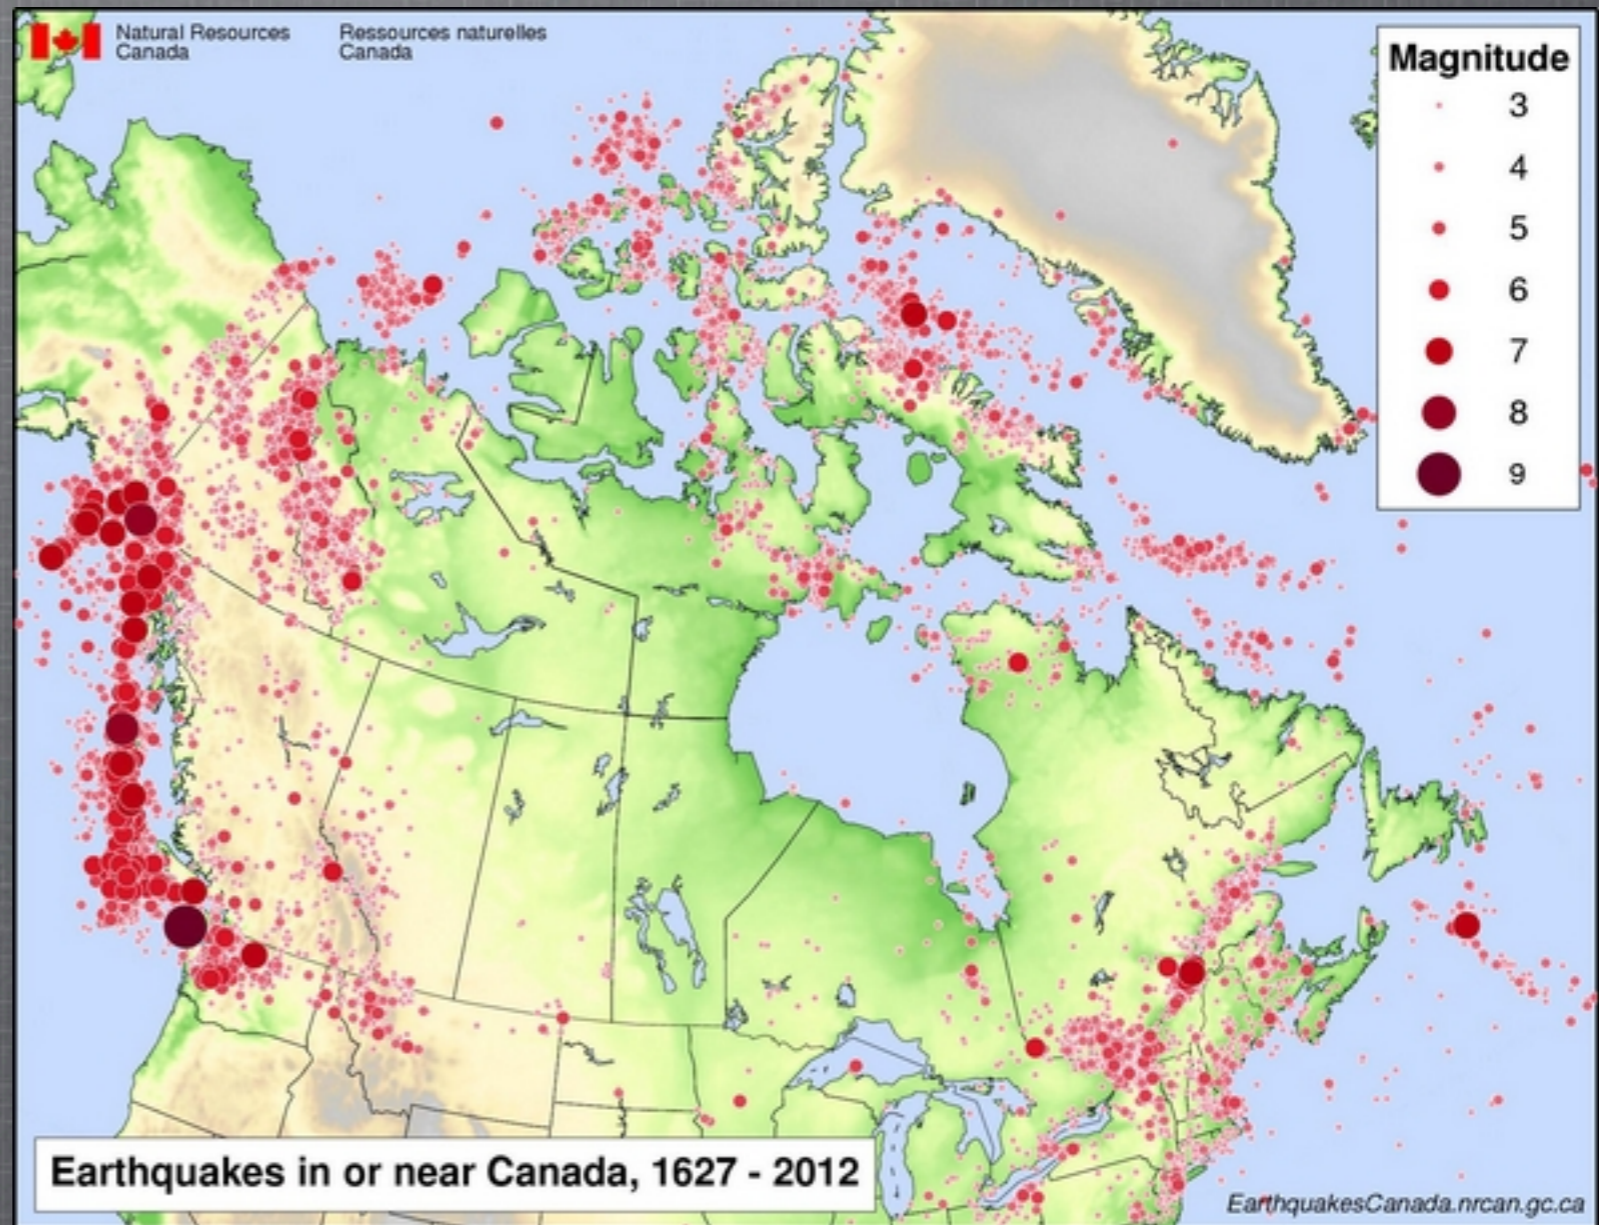 Natural Resources Canada
Ressources naturelles Canada
Magnitude
3
4
5
6
7
8
9
Earthquakes in or near Canada, 1627 - 2012
EarthquakesCanada.nrcan.gc.ca